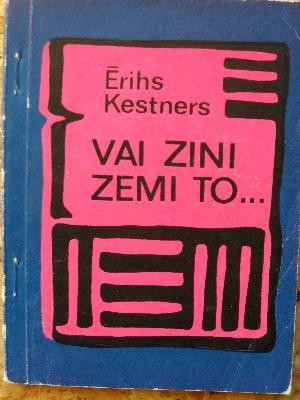 Ērihs
Kestners
VAI ZINI
ZEMI TO...